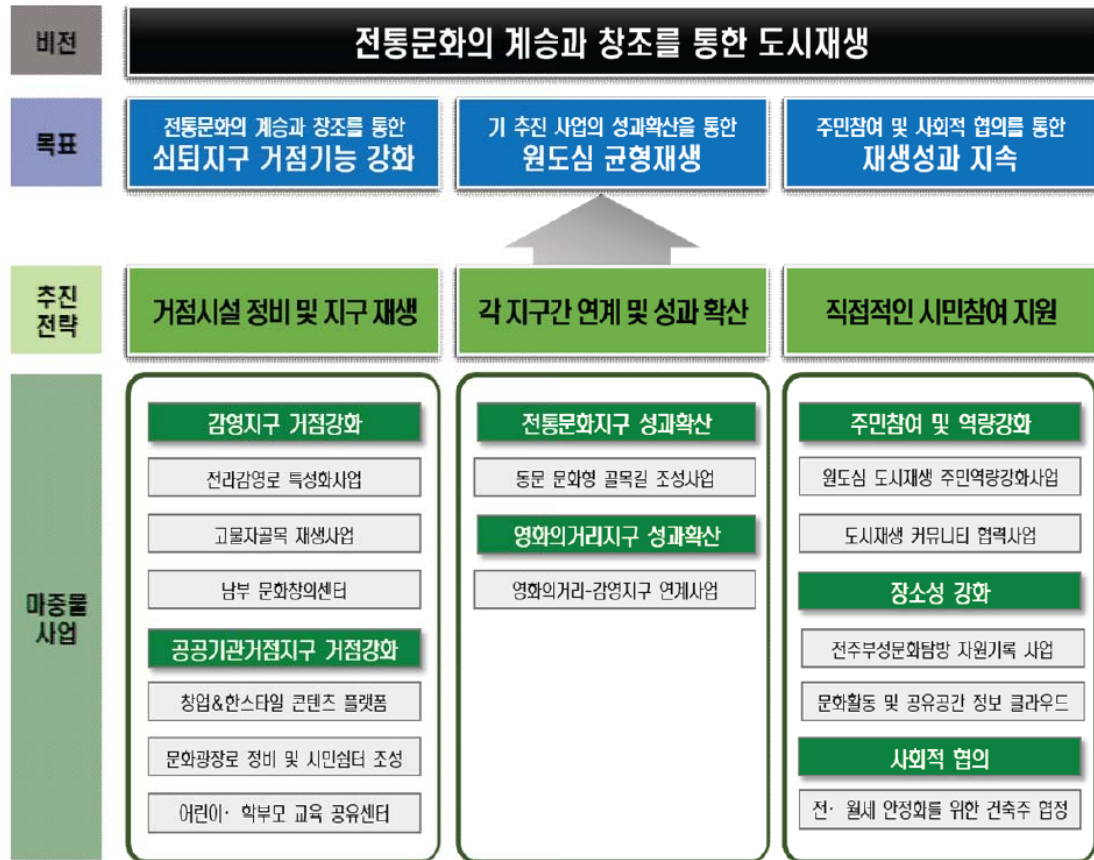 비전
전통문화의 계승과 창조를 통한 도시재생
목표
전통문화의 계승과 창조를 통한
쇠퇴지구 거점기능 강화
기 추진 사업의 성과확산을 통한
원도심 균형재생
주민참여 및 사회적 협의를 통한
재생성과 지속
추진
전략
거점시설 정비 및 지구 재생
각 지구간 연계 및 성과 확산
직접적인 시민참여 지원
마중물
사업
감영지구 거점강화
전라감영로 특성화사업
고물자골목 재생사업
남부 문화창의센터
공공기관거점지구 거점강화
창업&한스타일 콘텐츠 플랫폼
문화광장로 정비 및 시민쉼터 조성
어린이· 학부모 교육 공유센터
전통문화지구 성과확산
동문 문화형 골목길 조성사업
영화의거리지구 성과확산
영화의거리-감영지구 연계사업
주민참여 및 역량강화
원도심 도시재생 주민역량강화사업
도시재생 커뮤니티 협력사업
장소성 강화
전주부성문화탐방 자원기록 사업
문화활동 및 공유공간 정보 클라우드
사회적 협의
전· 월세 안정화를 위한 건축주 협정